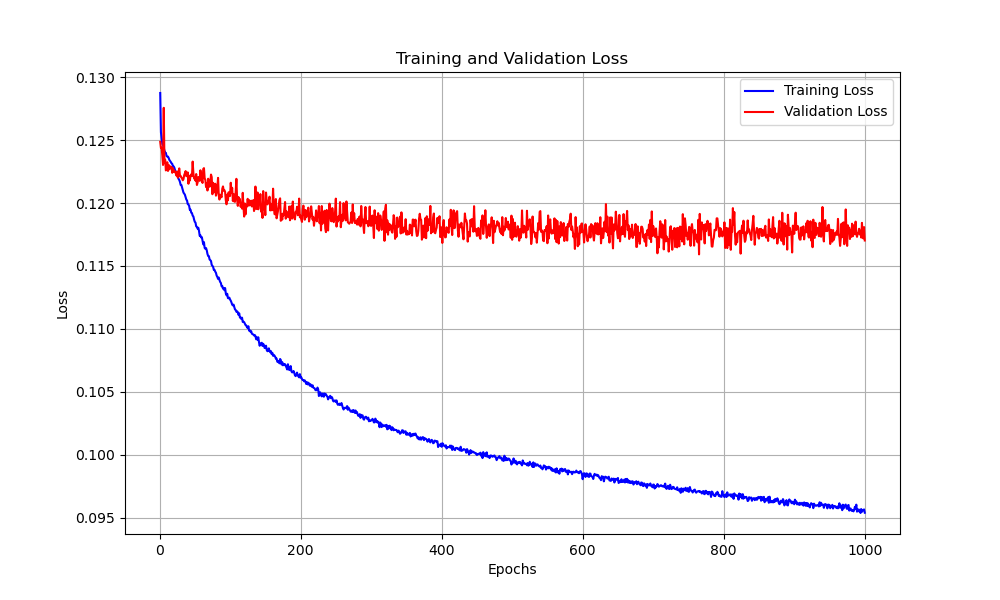 Training and Validation Loss
Training Loss
Validation Loss
0.130
0.125
0.120
0.115
0.110
0.105
0.100
0.095
Loss
0 200 400 600 800 1000
Epochs